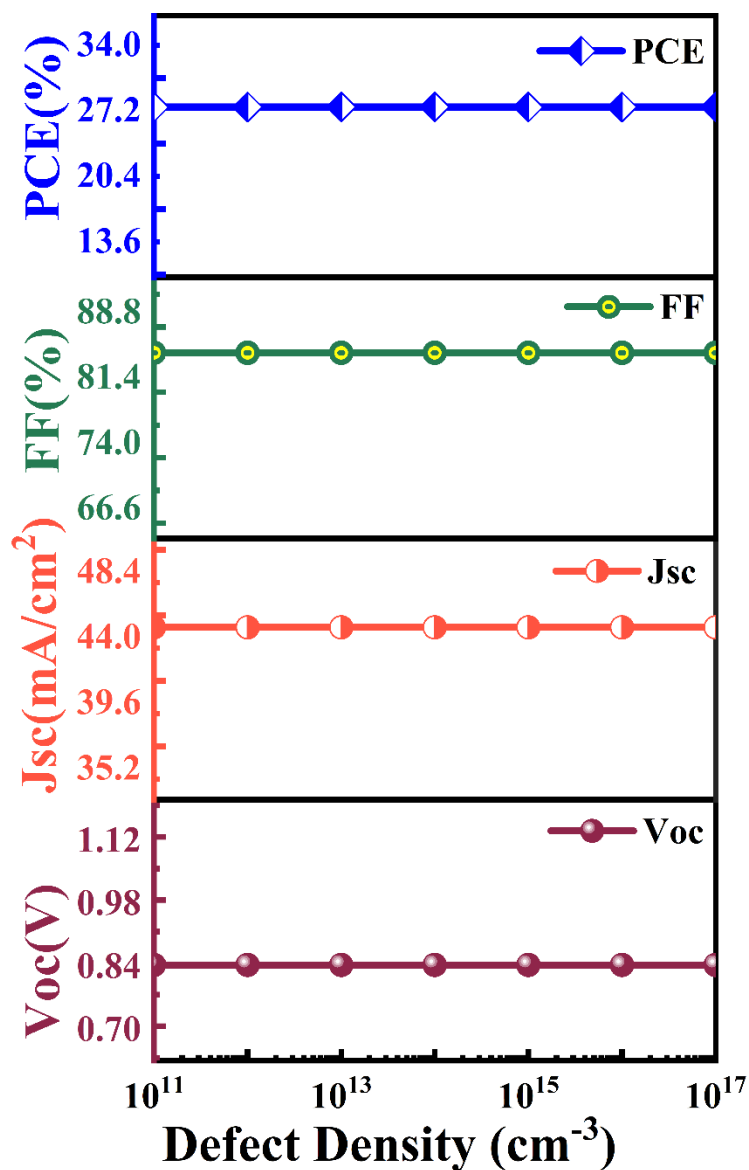 PCE(%)
34.0
27.2
20.4
13.6
PCE
FF(%)
88.8
81.4
74.0
66.6
FF
Jsc(mA/cm²)
48.4
44.0
39.6
35.2
Jsc
Voc(V)
1.12
0.98
0.84
0.70
Voc
10¹¹ 10¹³ 10¹⁵ 10¹⁷
Defect Density (cm⁻³)